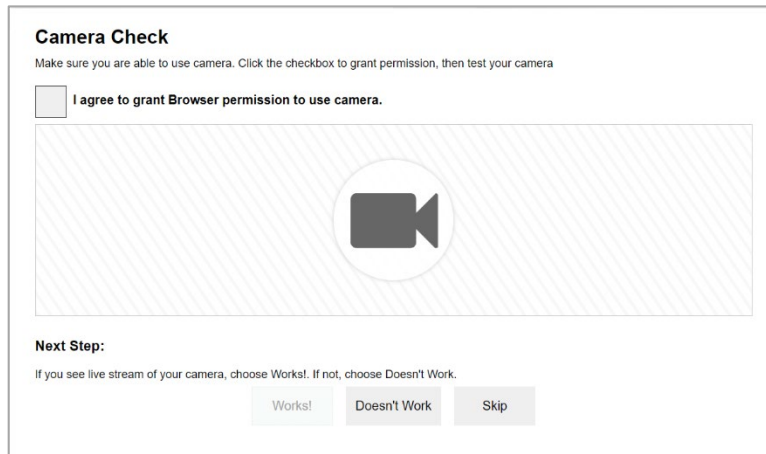 Camera Check
Make sure you are able to use camera. Click the checkbox to grant permission, then test your camera
I agree to grant Browser permission to use camera.
Next Step:
If you see live stream of your camera, choose Works!. If not, choose Doesn't Work.
Works! Doesn't Work Skip